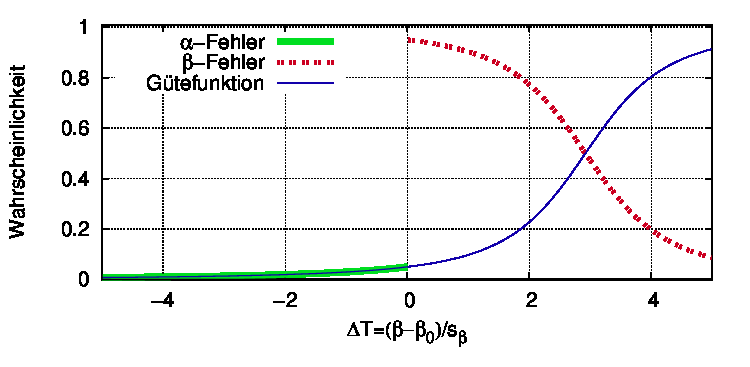 1
0.8
0.6
0.4
0.2
0
Wahrscheinlichkeit
α−Fehler
β−Fehler
Gütefunktion
−4 −2 0 2 4
ΔT=(β−β₀)/sᵦ